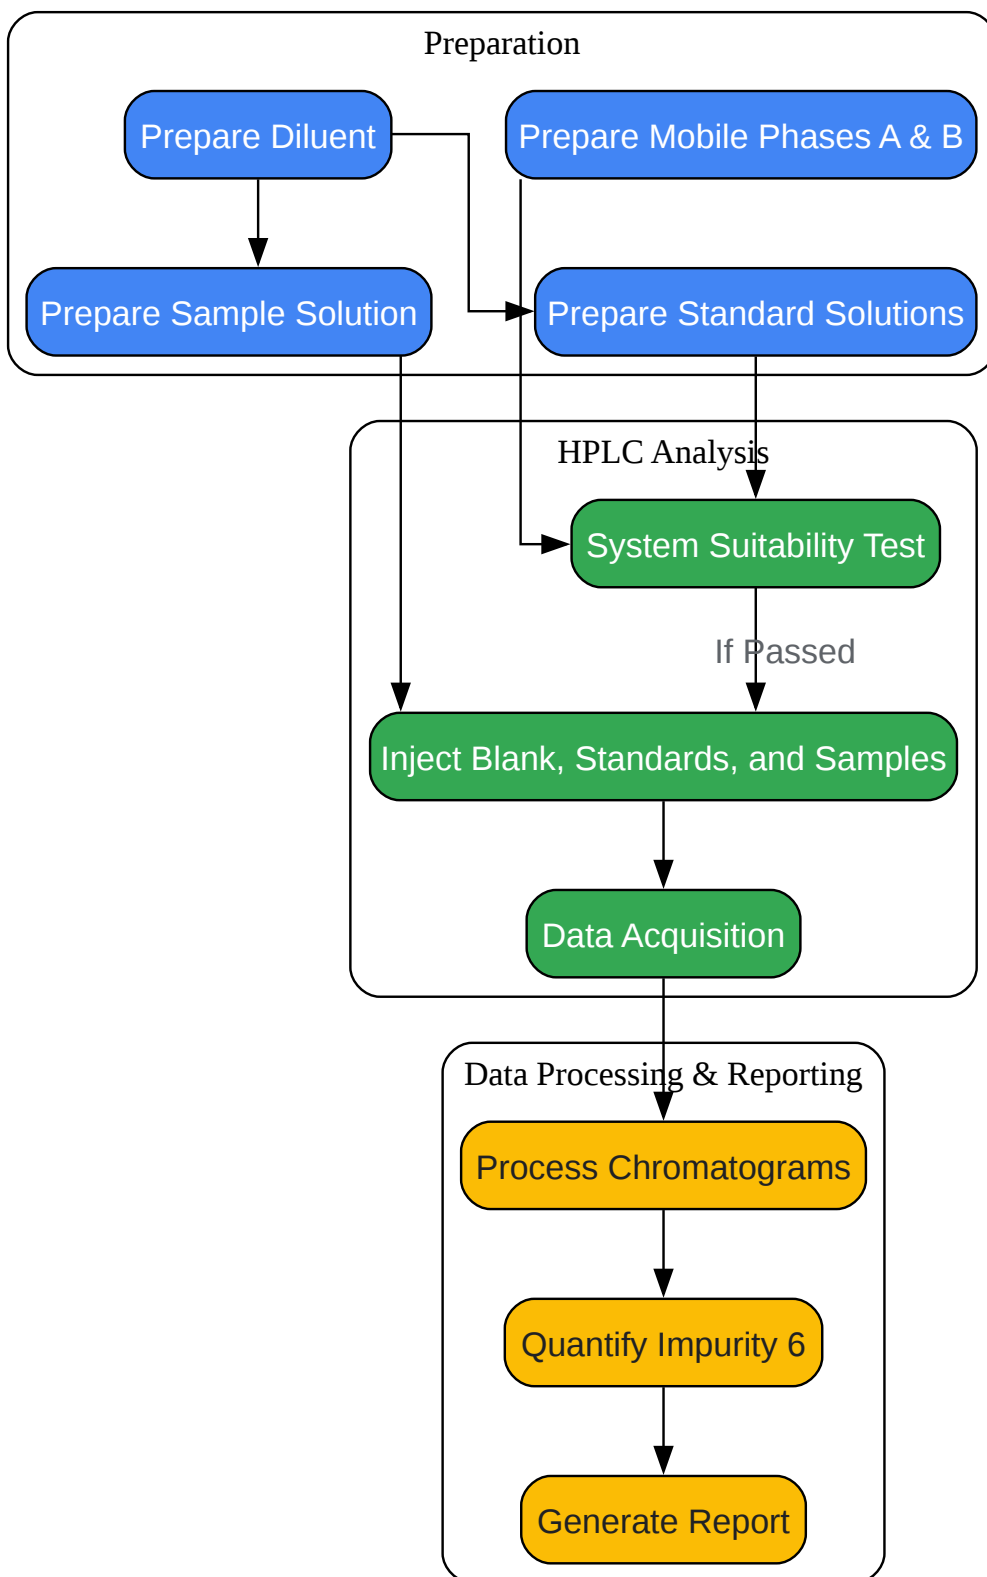 Preparation
Prepare Diluent
Prepare Mobile Phases A & B
Prepare Sample Solution
Prepare Standard Solutions
HPLC Analysis
System Suitability Test
If Passed
Inject Blank, Standards, and Samples
Data Acquisition
Data Processing & Reporting
Process Chromatograms
Quantify Impurity 6
Generate Report